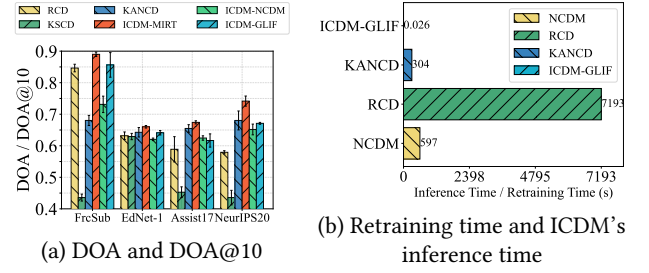 RCD KANCD ICDM-NCDM
KSCD ICDM-MIRT ICDM-GLIF
DOA / DOA@10
0.9
0.8
0.7
0.6
0.5
0.4
FrcSub EdNet-1 Assist17 NeurIPS20
(a) DOA and DOA@10
NCDM
RCD
KANCD
ICDM-GLIF
ICDM-GLIF 0.026
KANCD 304
RCD 7193
NCDM 597
0 2398 4795 7193
Inference Time / Retraining Time (s)
(b) Retraining time and ICDM's
inference time